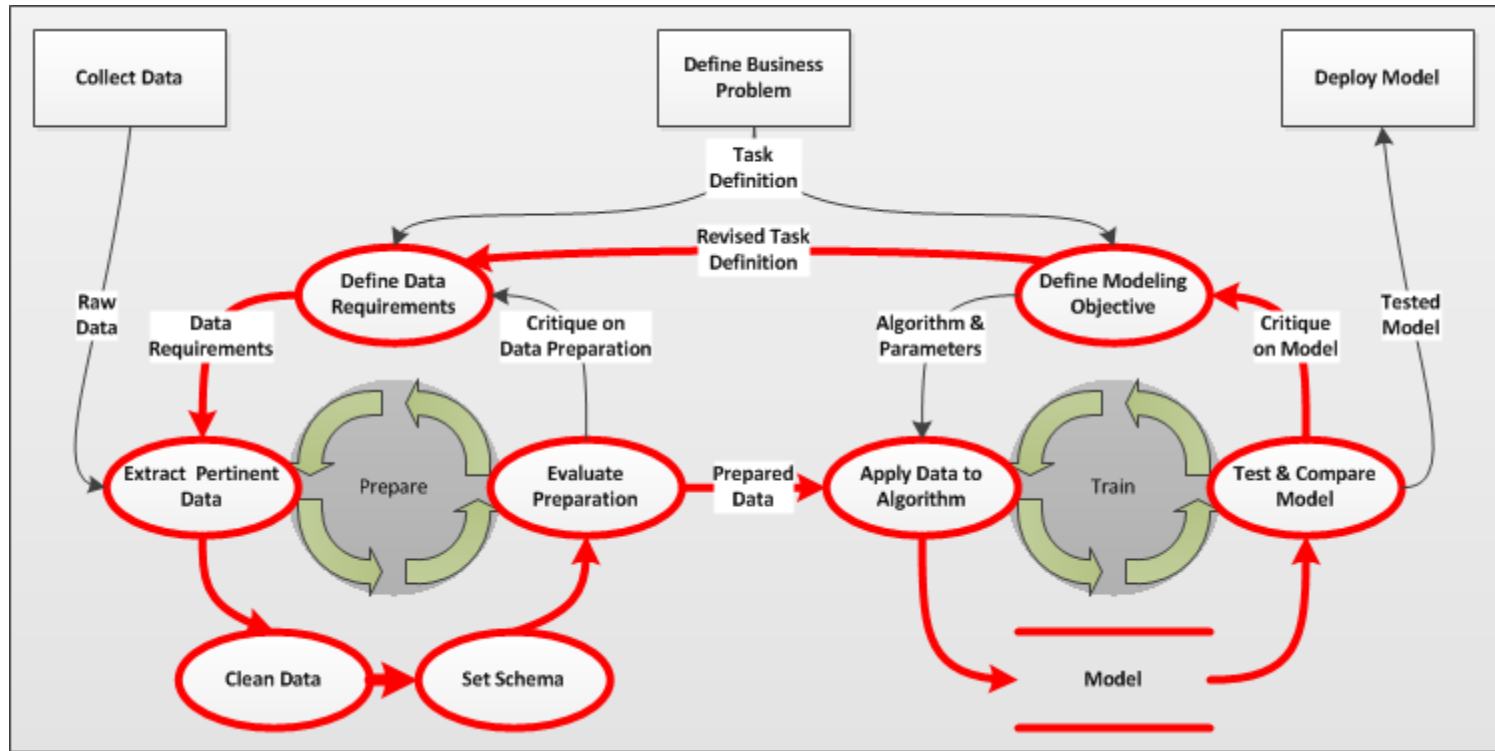 Collect Data
Define Business
Problem
Deploy Model
Task
Definition
Revised Task
Definition
Define Data
Requirements
Define Modeling
Objective
Raw
Data
Data
Requirements
Critique on
Data Preparation
Algorithm &
Parameters
Critique
on Model
Tested
Model
Extract Pertinent
Data
Prepare
Evaluate
Preparation
Prepared
Data
Apply Data to
Algorithm
Train
Test & Compare
Model
Clean Data
Set Schema
Model